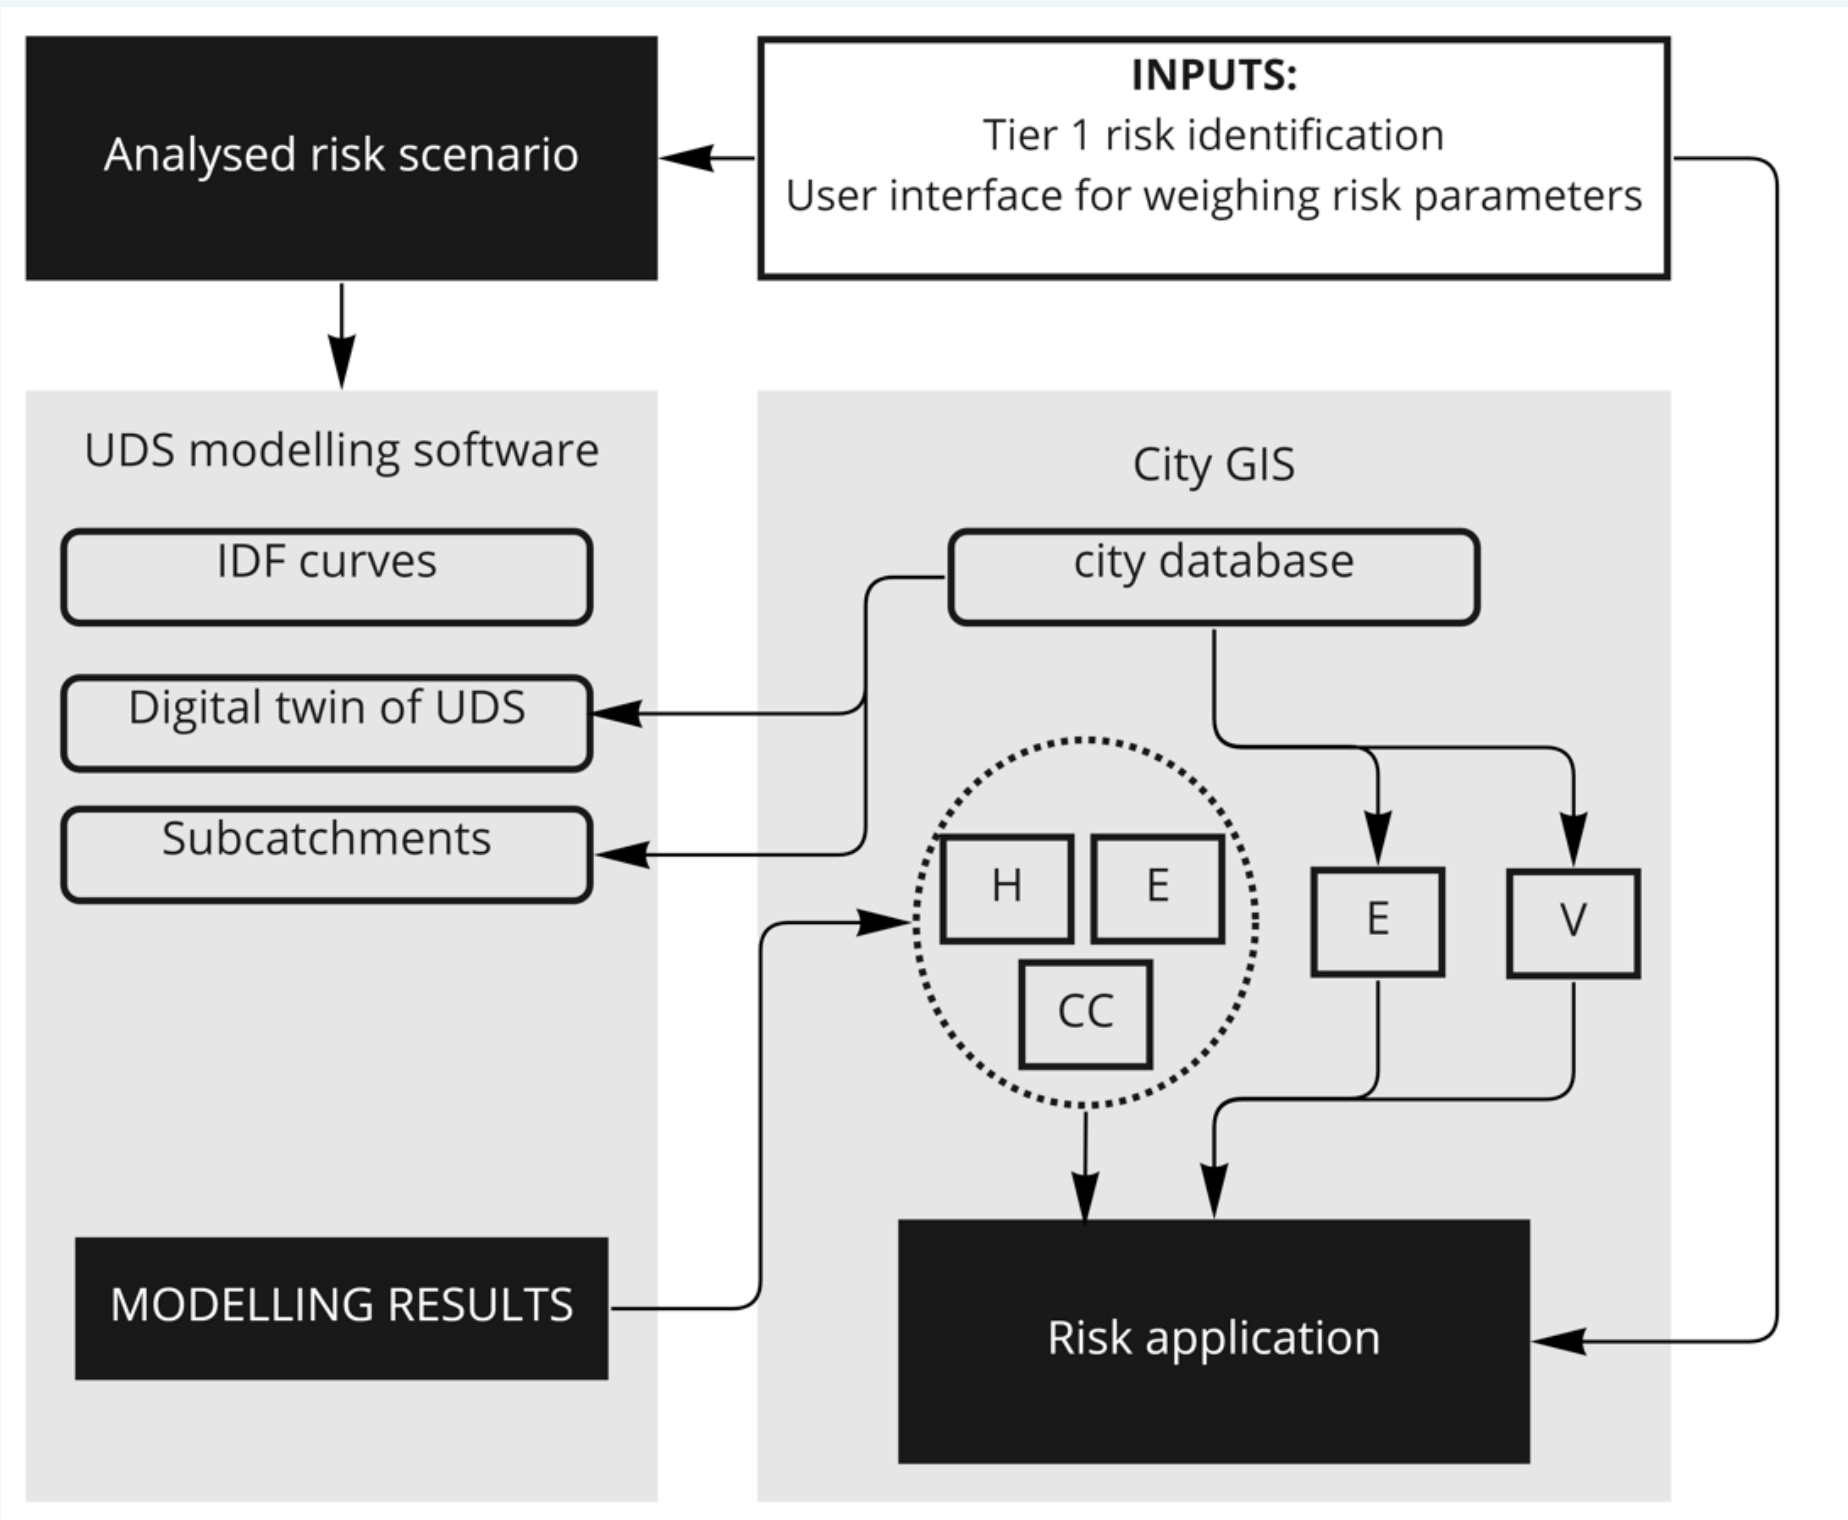 Analysed risk scenario
INPUTS:
Tier 1 risk identification
User interface for weighing risk parameters
UDS modelling software
IDF curves
Digital twin of UDS
Subcatchments
MODELLING RESULTS
City GIS
city database
H
E
CC
E
V
Risk application